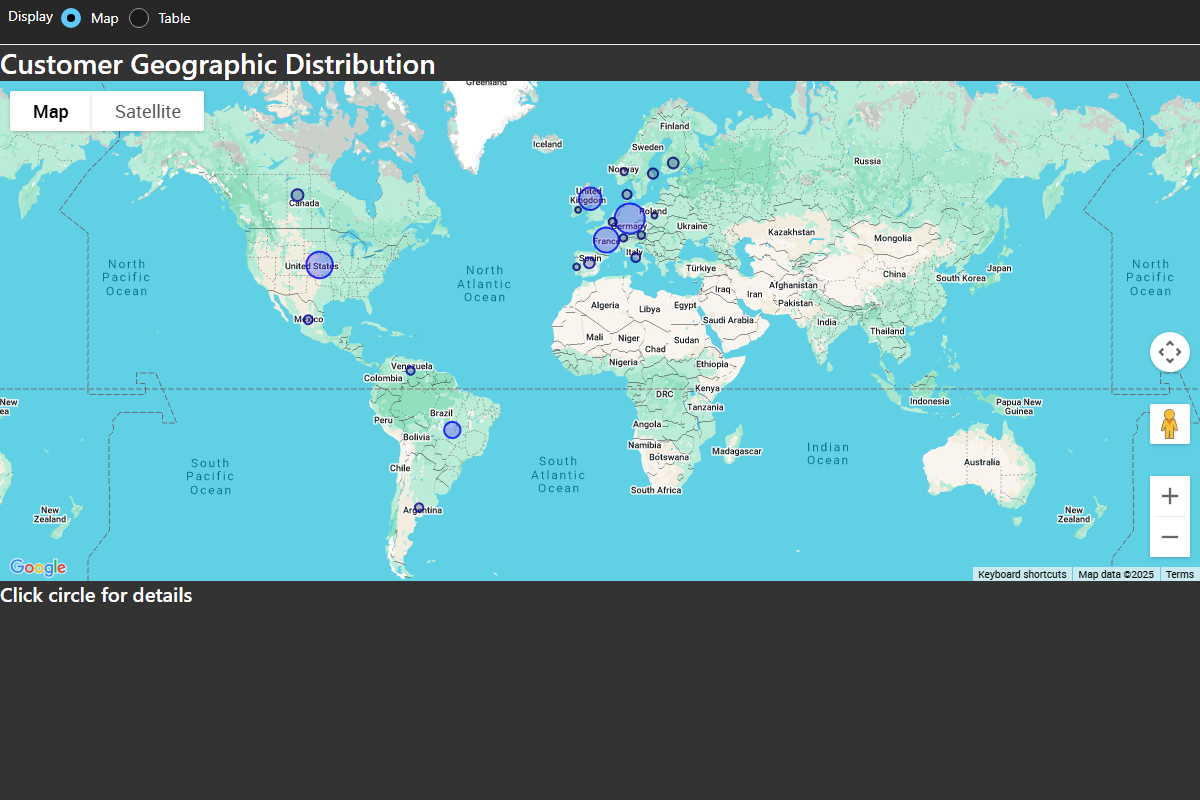 Display Map Table
Customer Geographic Distribution
Map Satellite
Greenland
Iceland
Finland
Sweden
Norway
Russia
United
Kingdom
Canada
Poland
Germany
Ukraine
France
Kazakhstan
Mongolia
Italy
Spain
United States
North
Pacific
Ocean
North
Atlantic
Ocean
Türkiye
China
Japan
South Korea
North
Pacific
Ocean
Iraq
Iran
Afghanistan
Pakistan
Algeria
Libya
Egypt
Saudi Arabia
India
Mexico
Mali
Niger
Chad
Sudan
Thailand
Nigeria
Ethiopia
Venezuela
Colombia
DRC
Kenya
Tanzania
Indonesia
Papua New
Guinea
New
ea
Peru
Brazil
Bolivia
Angola
Namibia
Botswana
Madagascar
Indian
Ocean
Australia
Chile
South
Pacific
Ocean
South
Atlantic
Ocean
South Africa
Argentina
New
Zealand
New
Zealand
Google
Keyboard shortcuts Map data ©2025 Terms
Click circle for details